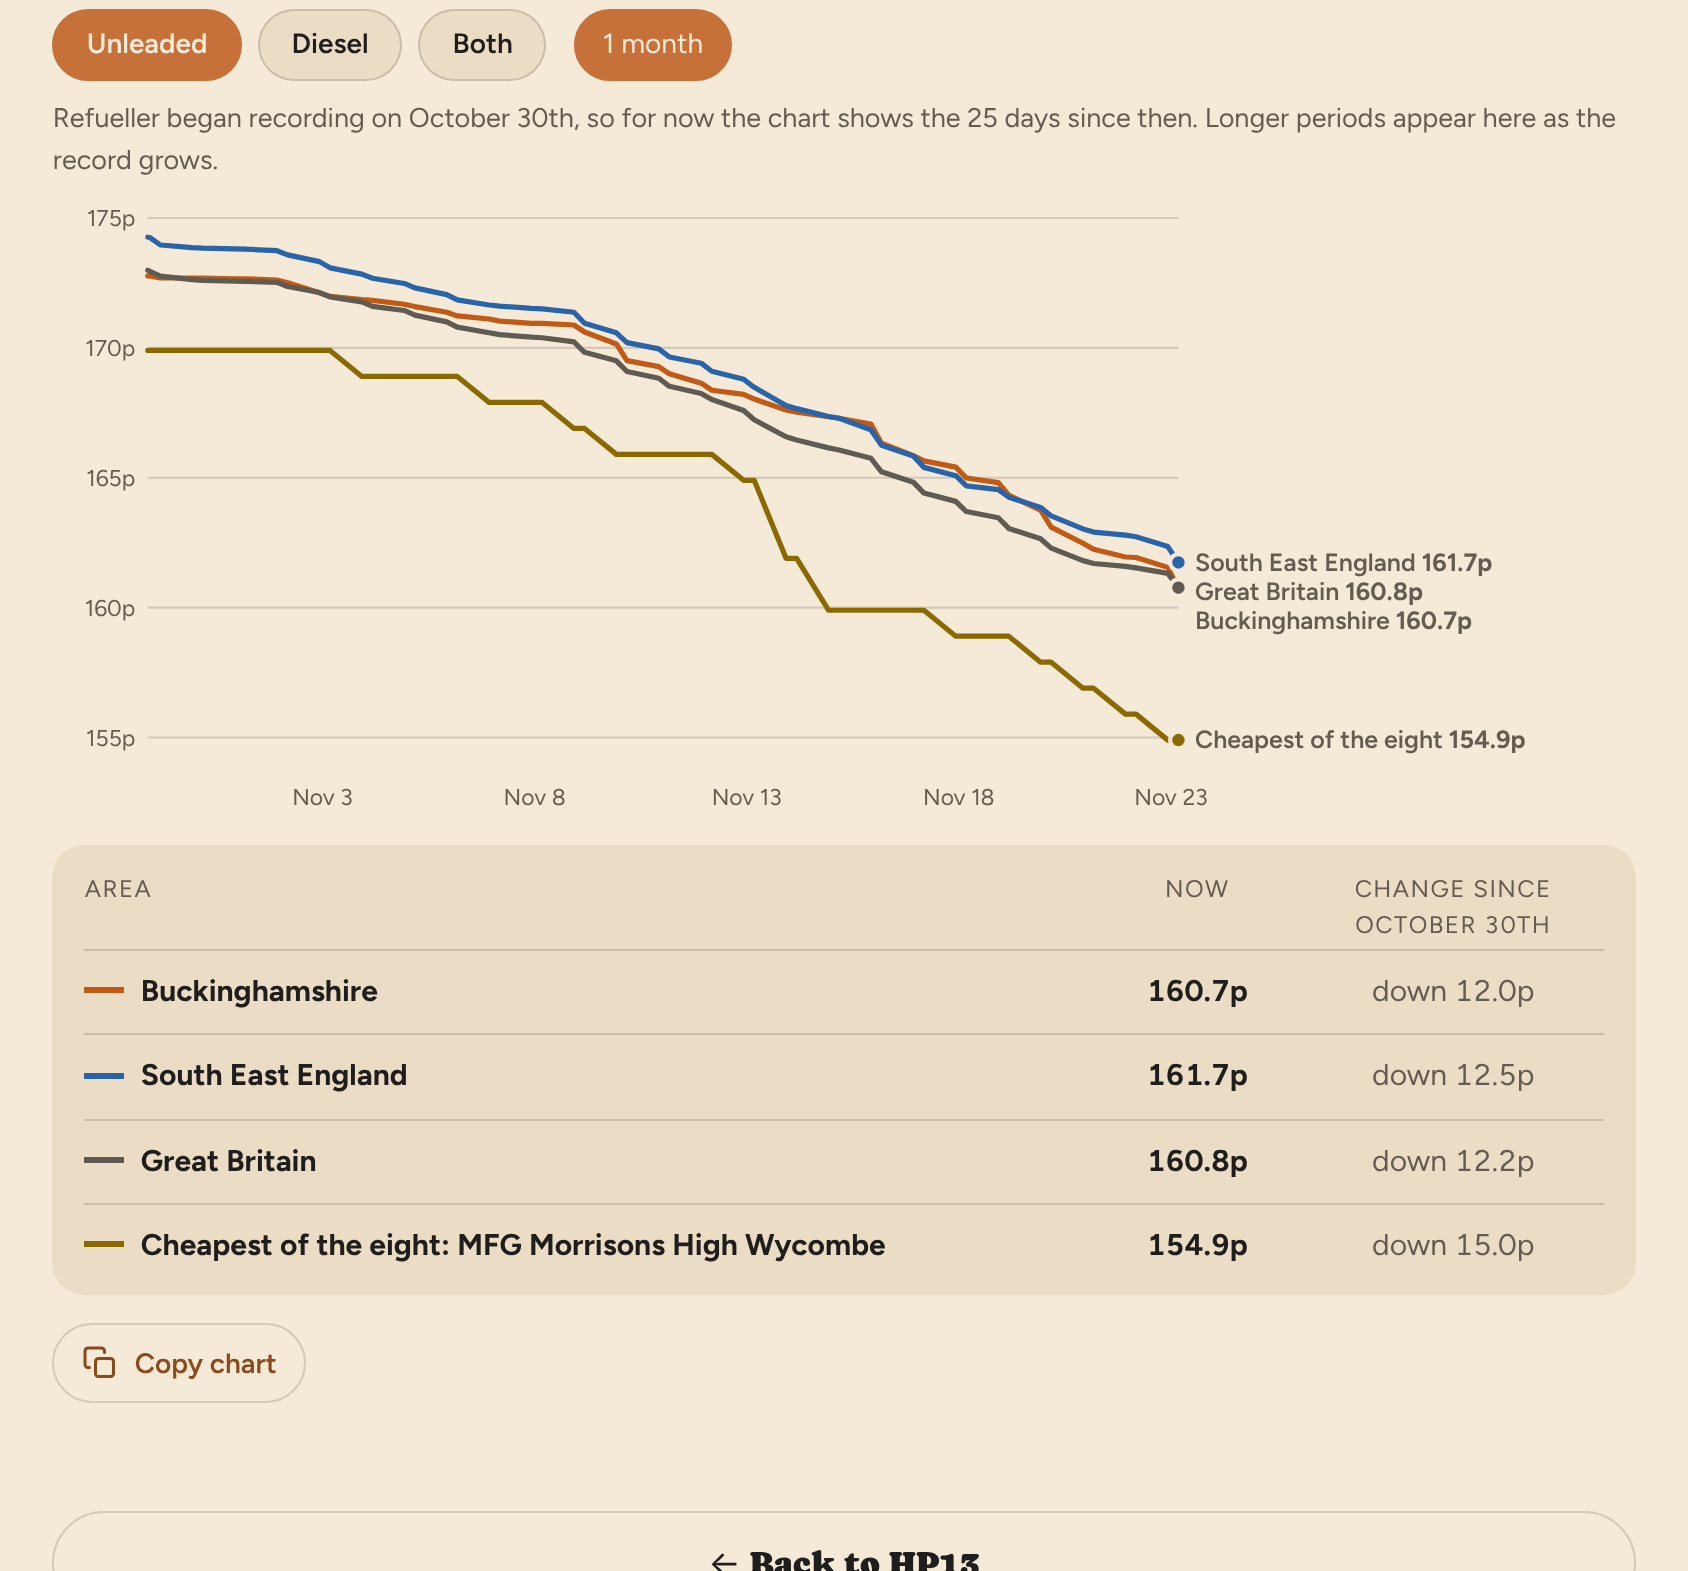 Unleaded Diesel Both 1 month
Refueller began recording on October 30th, so for now the chart shows the 25 days since then. Longer periods appear here as the
record grows.
175p
170p
165p
160p
155p
South East England 161.7p
Great Britain 160.8p
Buckinghamshire 160.7p
Cheapest of the eight 154.9p
Nov 3 Nov 8 Nov 13 Nov 18 Nov 23
AREA NOW CHANGE SINCE
OCTOBER 30TH
Buckinghamshire 160.7p down 12.0p
South East England 161.7p down 12.5p
Great Britain 160.8p down 12.2p
Cheapest of the eight: MFG Morrisons High Wycombe 154.9p down 15.0p
Copy chart
← Back to HP13